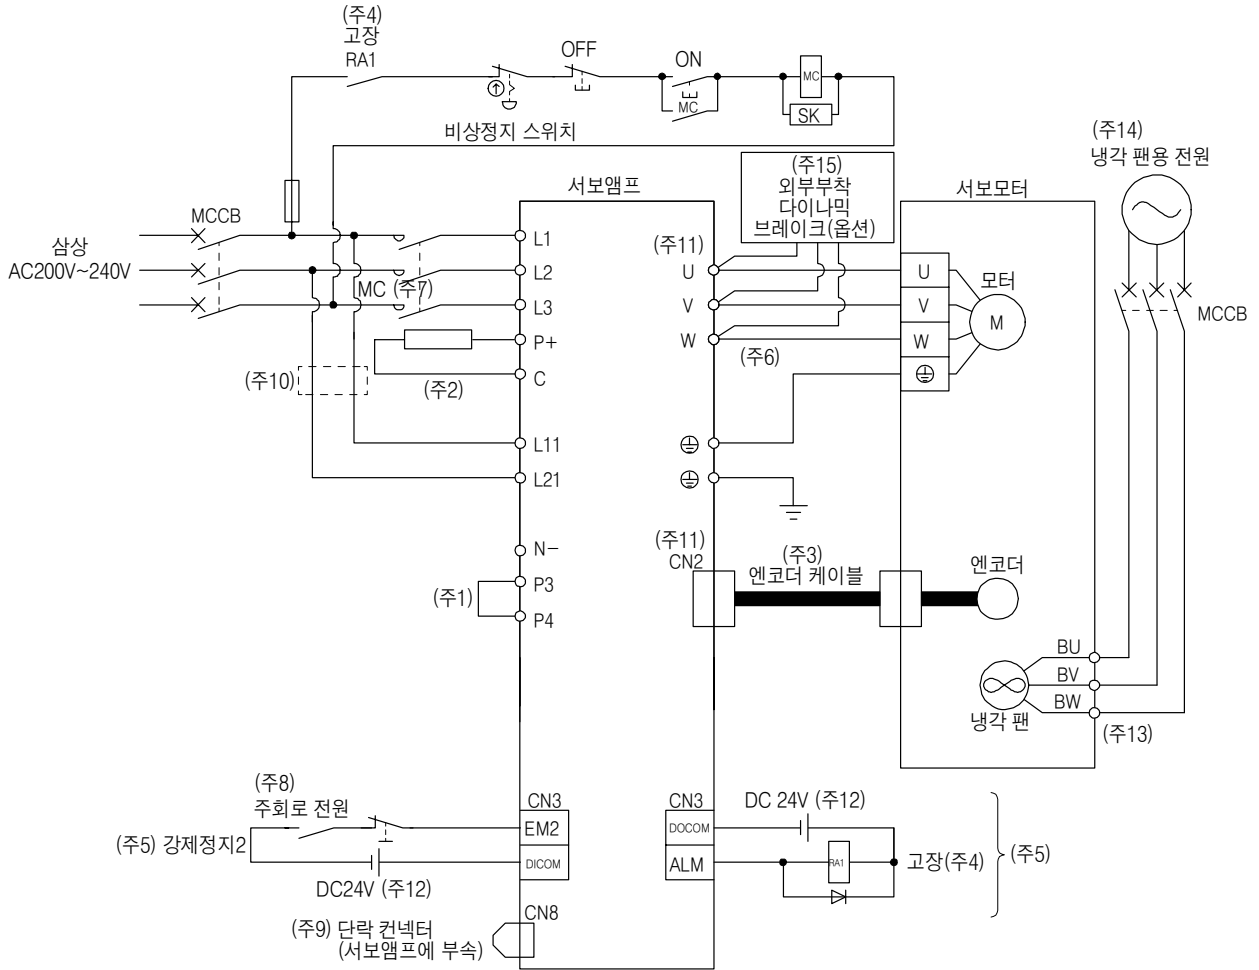 (주4)
고장
RA1
OFF
ON
MC
SK
MC
비상정지 스위치
(주14)
냉각 팬용 전원
(주15)
외부부착
다이나믹
브레이크(옵션)
서보앰프
서보모터
MCCB
삼상
AC200V~240V
MC (주7)
L1
L2
L3
P+
C
(주2)
(주10)
L11
L21
N−
P3
P4
(주1)
(주11)
U
V
W
(주6)
U
V
W
모터
M
MCCB
(주11)
CN2
(주3)
엔코더 케이블
엔코더
BU
BV
BW
냉각 팬
(주13)
(주8)
주회로 전원
(주5) 강제정지2
DC24V (주12)
CN3
EM2
DICOM
CN8
(주9) 단락 컨넥터
(서보앰프에 부속)
CN3
DOCOM
ALM
DC 24V (주12)
RA1
고장(주4)
(주5)